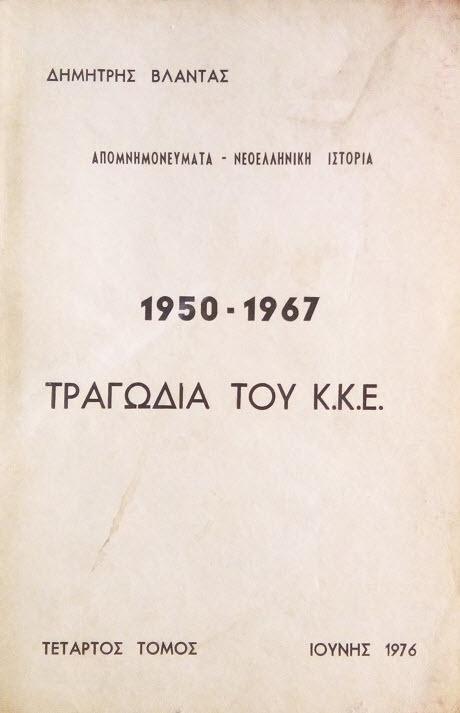 ΔΗΜΗΤΡΗΣ ΒΛΑΝΤΑΣ
ΑΠΟΜΝΗΜΟΝΕΥΜΑΤΑ - ΝΕΟΕΛΛΗΝΙΚΗ ΙΣΤΟΡΙΑ
1950 - 1967
ΤΡΑΓΩΔΙΑ ΤΟΥ Κ.Κ.Ε.
ΤΕΤΑΡΤΟΣ ΤΟΜΟΣ ΙΟΥΝΗΣ 1976